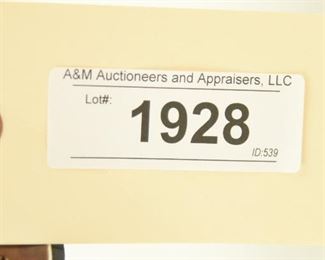 A&M Auctioneers and Appraisers, LLC
Lot#:
1928
ID:539